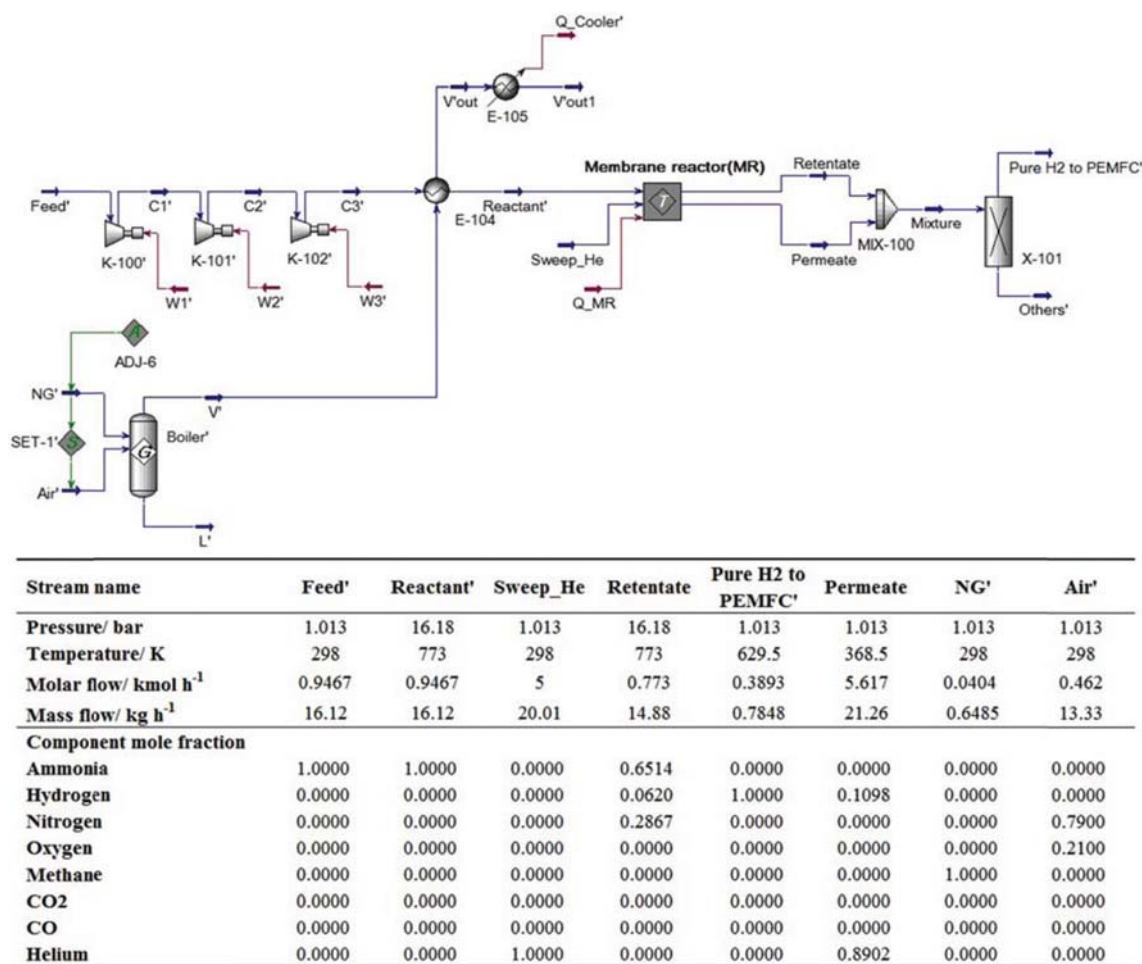 Q_Cooler'
V'out
E-105
V'out1
Membrane reactor(MR)
Retentate
Pure H2 to PEMFC'
Feed'
C1'
C2'
C3'
E-104
Reactant'
T
MIX-100
Mixture
K-100'
K-101'
K-102'
Sweep_He
Permeate
X-101
W1'
W2'
W3'
Q_MR
Others'
A
ADJ-6
NG'
V'
SET-1'
S
Boiler'
G
Air'
L'
Stream name Feed' Reactant' Sweep_He Retentate Pure H2 to PEMFC' Permeate NG' Air'
Pressure/ bar 1.013 16.18 1.013 16.18 1.013 1.013 1.013 1.013
Temperature/ K 298 773 298 773 629.5 368.5 298 298
Molar flow/ kmol h⁻¹ 0.9467 0.9467 5 0.773 0.3893 5.617 0.0404 0.462
Mass flow/ kg h⁻¹ 16.12 16.12 20.01 14.88 0.7848 21.26 0.6485 13.33
Component mole fraction
Ammonia 1.0000 1.0000 0.0000 0.6514 0.0000 0.0000 0.0000 0.0000
Hydrogen 0.0000 0.0000 0.0000 0.0620 1.0000 0.1098 0.0000 0.0000
Nitrogen 0.0000 0.0000 0.0000 0.2867 0.0000 0.0000 0.0000 0.7900
Oxygen 0.0000 0.0000 0.0000 0.0000 0.0000 0.0000 0.0000 0.2100
Methane 0.0000 0.0000 0.0000 0.0000 0.0000 0.0000 1.0000 0.0000
CO2 0.0000 0.0000 0.0000 0.0000 0.0000 0.0000 0.0000 0.0000
CO 0.0000 0.0000 0.0000 0.0000 0.0000 0.0000 0.0000 0.0000
Helium 0.0000 0.0000 1.0000 0.0000 0.0000 0.8902 0.0000 0.0000